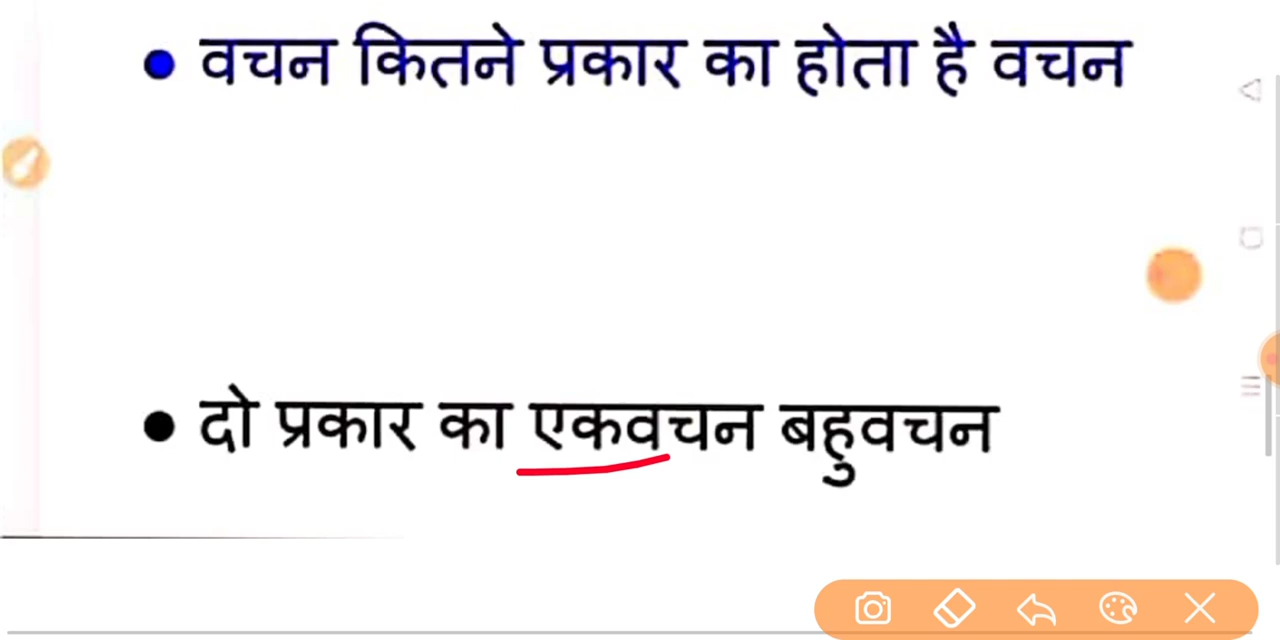 • वचन कितने प्रकार का होता है वचन
• दो प्रकार का एकवचन बहुवचन